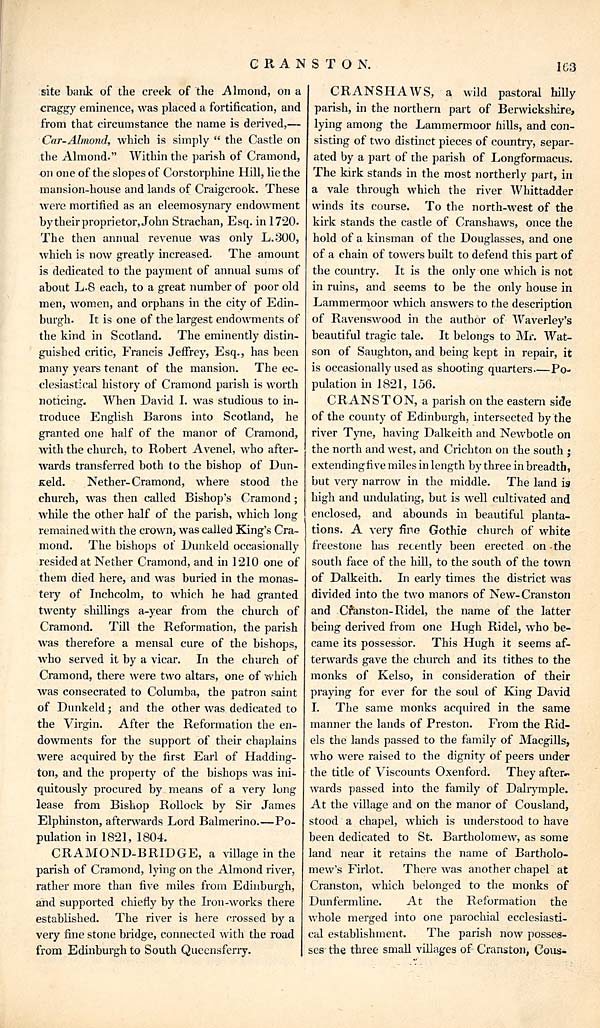 CRANSTON.
163
site bank of the creek of the Almond, on a
craggy eminence, was placed a fortification, and
from that circumstance the name is derived,—
Car-Almond, which is simply “ the Castle on
the Almond.” Within the parish of Cramond,
on one of the slopes of Corstorphine Hill, lie the
mansion-house and lands of Craigcrook. These
were mortified as an eleemosynary endowment
by their proprietor, John Strachan, Esq. in 1720.
The then annual revenue was only L.300,
which is now greatly increased. The amount
is dedicated to the payment of annual sums of
about L.8 each, to a great number of poor old
men, women, and orphans in the city of Edin-
burgh. It is one of the largest endowments of
the kind in Scotland. The eminently distin-
guished critic, Francis Jeffrey, Esq., has been
many years tenant of the mansion. The ec-
clesiastical history of Cramond parish is worth
noticing. When David I. was studious to in-
troduce English Barons into Scotland, he
granted one half of the manor of Cramond,
with the church, to Robert Avenel, who after-
wards transferred both to the bishop of Dun-
keld. Nether-Cramond, where stood the
church, was then called Bishop's Cramond;
while the other half of the parish, which long
remained with the crown, was called King's Cra-
mond. The bishops of Dunkeld occasionally
resided at Nether Cramond, and in 1210 one of
them died here, and was buried in the monas-
tery of Inchcolm, to which he had granted
twenty shillings a-year from the church of
Cramond. Till the Reformation, the parish
was therefore a mensal cure of the bishops,
who served it by a vicar. In the church of
Cramond, there were two altars, one of which
was consecrated to Columba, the patron saint
of Dunkeld; and the other was dedicated to
the Virgin. After the Reformation the en-
dowments for the support of their chaplains
were acquired by the first Earl of Hadding-
ton, and the property of the bishops was ini-
quitously procured by means of a very long
lease from Bishop Rollock by Sir James
Elphinston, afterwards Lord Balmerino.—Po-
pulation in 1821, 1804.
CRAMOND-BRIDGE, a village in the
parish of Cramond, lying on the Almond river,
rather more than five miles from Edinburgh,
and supported chiefly by the Iron-works there
established. The river is here crossed by a
very fine stone bridge, connected with the road
from Edinburgh to South Queensferry.
CRANSHAWS, a wild pastoral hilly
parish, in the northern part of Berwickshire,
lying among the Lammermoor hills, and con-
sisting of two distinct pieces of country, separ-
ated by a part of the parish of Longformacus.
The kirk stands in the most northerly part, in
a vale through which the river Whittadder
winds its course. To the north-west of the
kirk stands the castle of Cranshaws, once the
hold of a kinsman of the Douglasses, and one
of a chain of towers built to defend this part of
the country. It is the only one which is not
in ruins, and seems to be the only house in
Lammermoor which answers to the description
of Ravenswood in the author of Waverley's
beautiful tragic tale. It belongs to Mr. Wat-
son of Saughton, and being kept in repair, it
is occasionally used as shooting quarters.—Po-
pulation in 1821, 156.
CRANSTON, a parish on the eastern side
of the county of Edinburgh, intersected by the
river Tyne, having Dalkeith and Newbotle on
the north and west, and Crichton on the south ;
extending five miles in length by three in breadth,
but very narrow in the middle. The land is
high and undulating, but is well cultivated and
enclosed, and abounds in beautiful planta-
tions. A very fine Gothic church of white
freestone has recently been erected on the
south face of the hill, to the south of the town
of Dalkeith. In early times the district was
divided into the two manors of New-Cranston
and Cranston-Ridel, the name of the latter
being derived from one Hugh Ridel, who be-
came its possessor. This Hugh it seems af-
terwards gave the church and its tithes to the
monks of Kelso, in consideration of their
praying for ever for the soul of King David
I. The same monks acquired in the same
manner the lands of Preston. From the Rid-
els the lands passed to the family of Macgills,
who were raised to the dignity of peers under
the title of Viscounts Oxenford. They after-
wards passed into the family of Dalrymple.
At the village and on the manor of Cousland,
stood a chapel, which is understood to have
been dedicated to St. Bartholomew, as some
land near it retains the name of Bartholo-
mew's Firlot. There was another chapel at
Cranston, which belonged to the monks of
Dunfermline. At the Reformation the
whole merged into one parochial ecclesiasti-
cal establishment. The parish now posses-
ses the three small villages of Cranston, Cous-